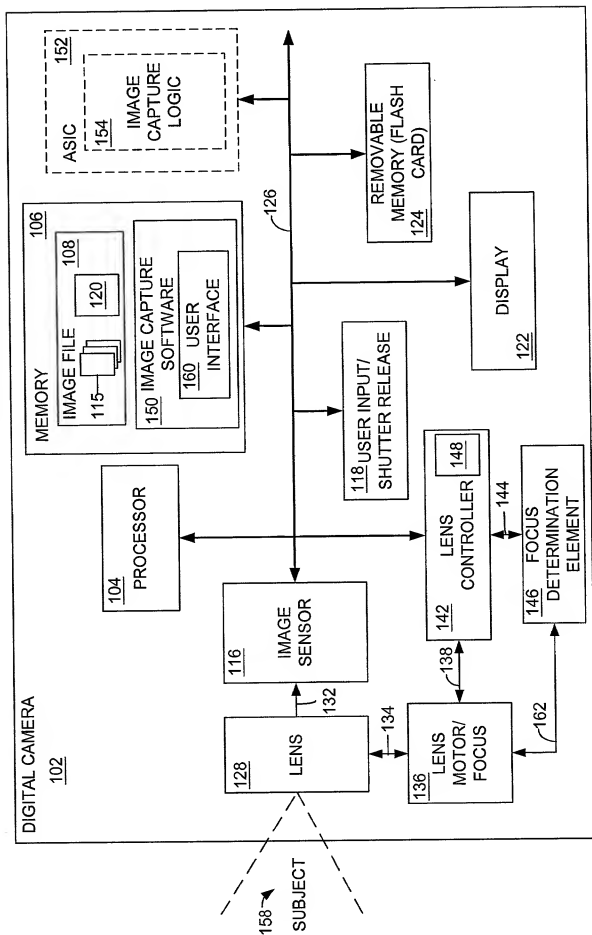 DIGITAL CAMERA
102
158
SUBJECT
128
LENS
132
116
IMAGE
SENSOR
134
136
LENS
MOTOR/
FOCUS
138
142
LENS
CONTROLLER
148
144
146
FOCUS
DETERMINATION
ELEMENT
162
104
PROCESSOR
MEMORY
106
IMAGE FILE
108
115
120
150
IMAGE CAPTURE
SOFTWARE
160
USER
INTERFACE
118
USER INPUT/
SHUTTER RELEASE
126
DISPLAY
122
REMOVABLE
MEMORY (FLASH
CARD)
124
ASIC
152
154
IMAGE
CAPTURE
LOGIC